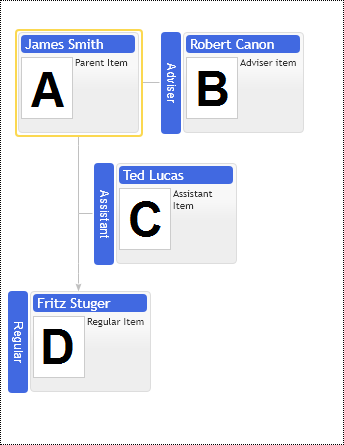 James Smith
A
Parent Item
Adviser
Robert Canon
B
Adviser item
Assistant
Ted Lucas
C
Assistant
Item
Regular
Fritz Stuger
D
Regular Item